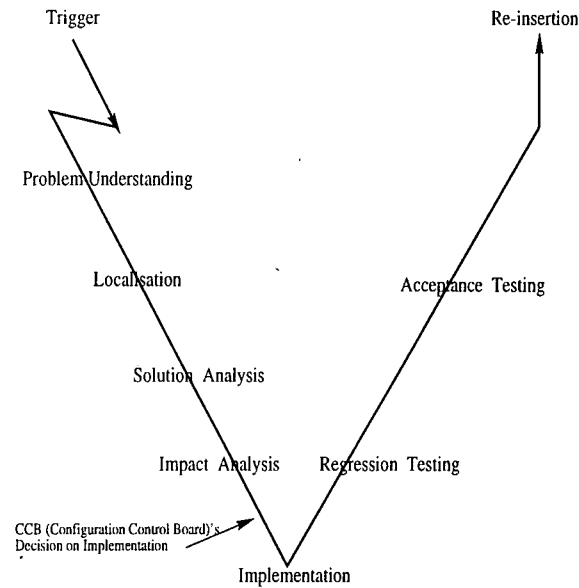 Trigger
Re-insertion
Problem Understanding
Localisation
Acceptance Testing
Solution Analysis
Impact Analysis
Regression Testing
CCB (Configuration Control Board)'s
Decision on Implementation
Implementation